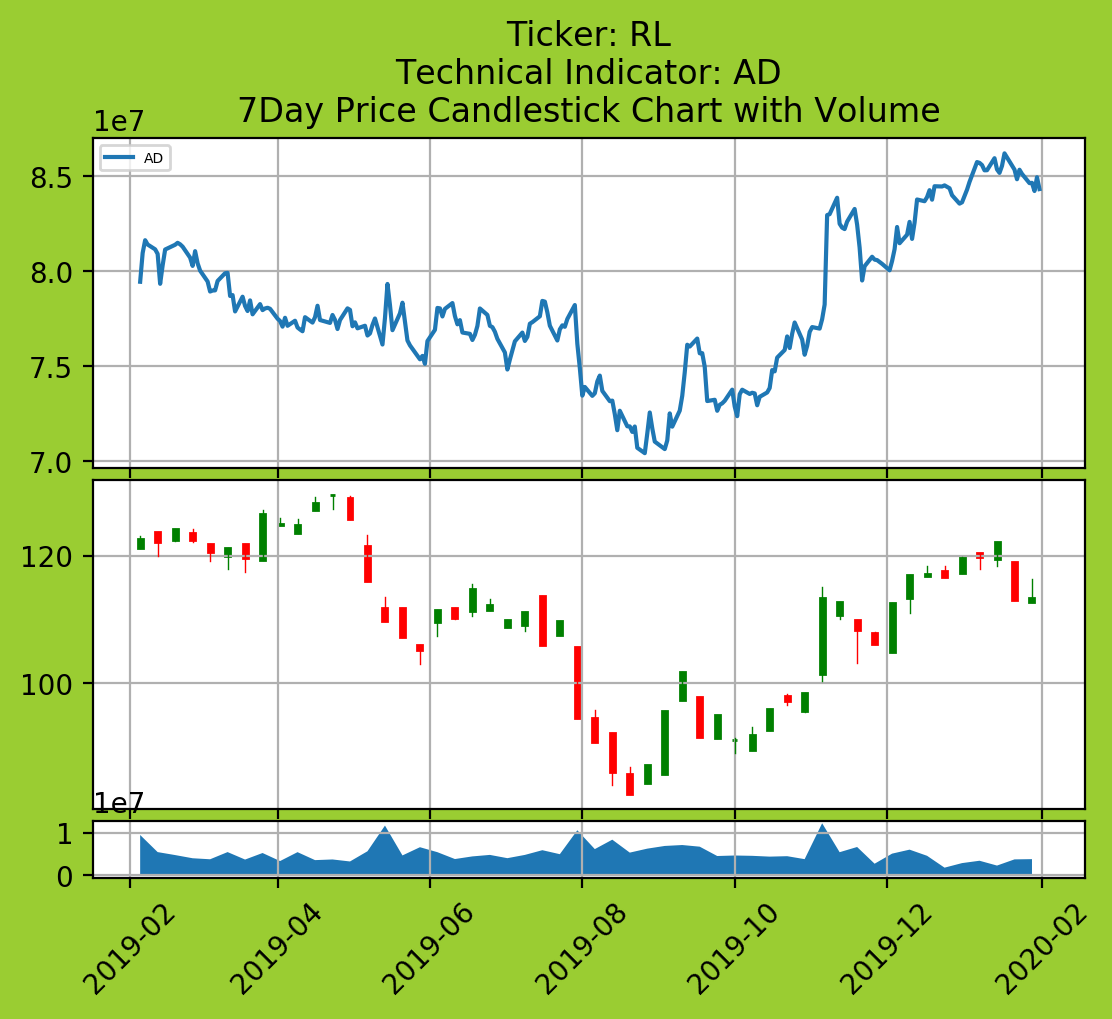 Ticker: RL
Technical Indicator: AD
7Day Price Candlestick Chart with Volume
1e7
AD
8.5
8.0
7.5
7.0
120
100
1e7
1
0
2019-02
2019-04
2019-06
2019-08
2019-10
2019-12
2020-02